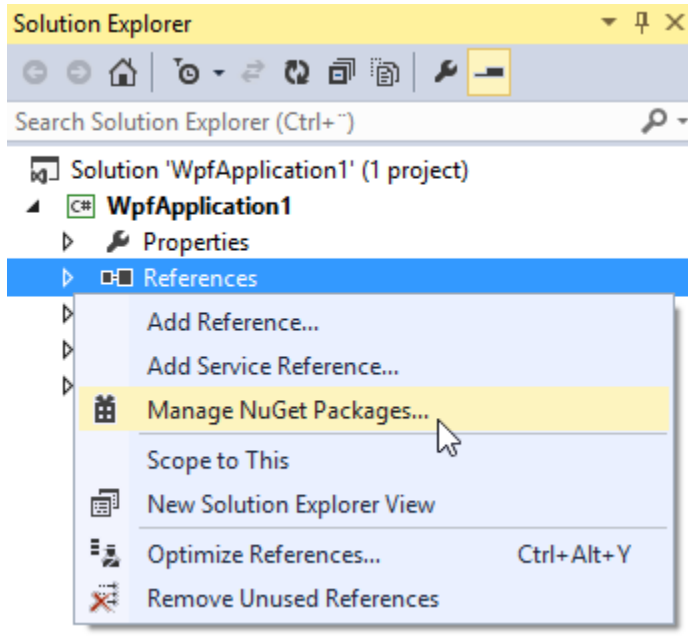 Solution Explorer
Search Solution Explorer (Ctrl+¨)
Solution 'WpfApplication1' (1 project)
C# WpfApplication1
Properties
References
Add Reference...
Add Service Reference...
Manage NuGet Packages...
Scope to This
New Solution Explorer View
Optimize References... Ctrl+Alt+Y
Remove Unused References